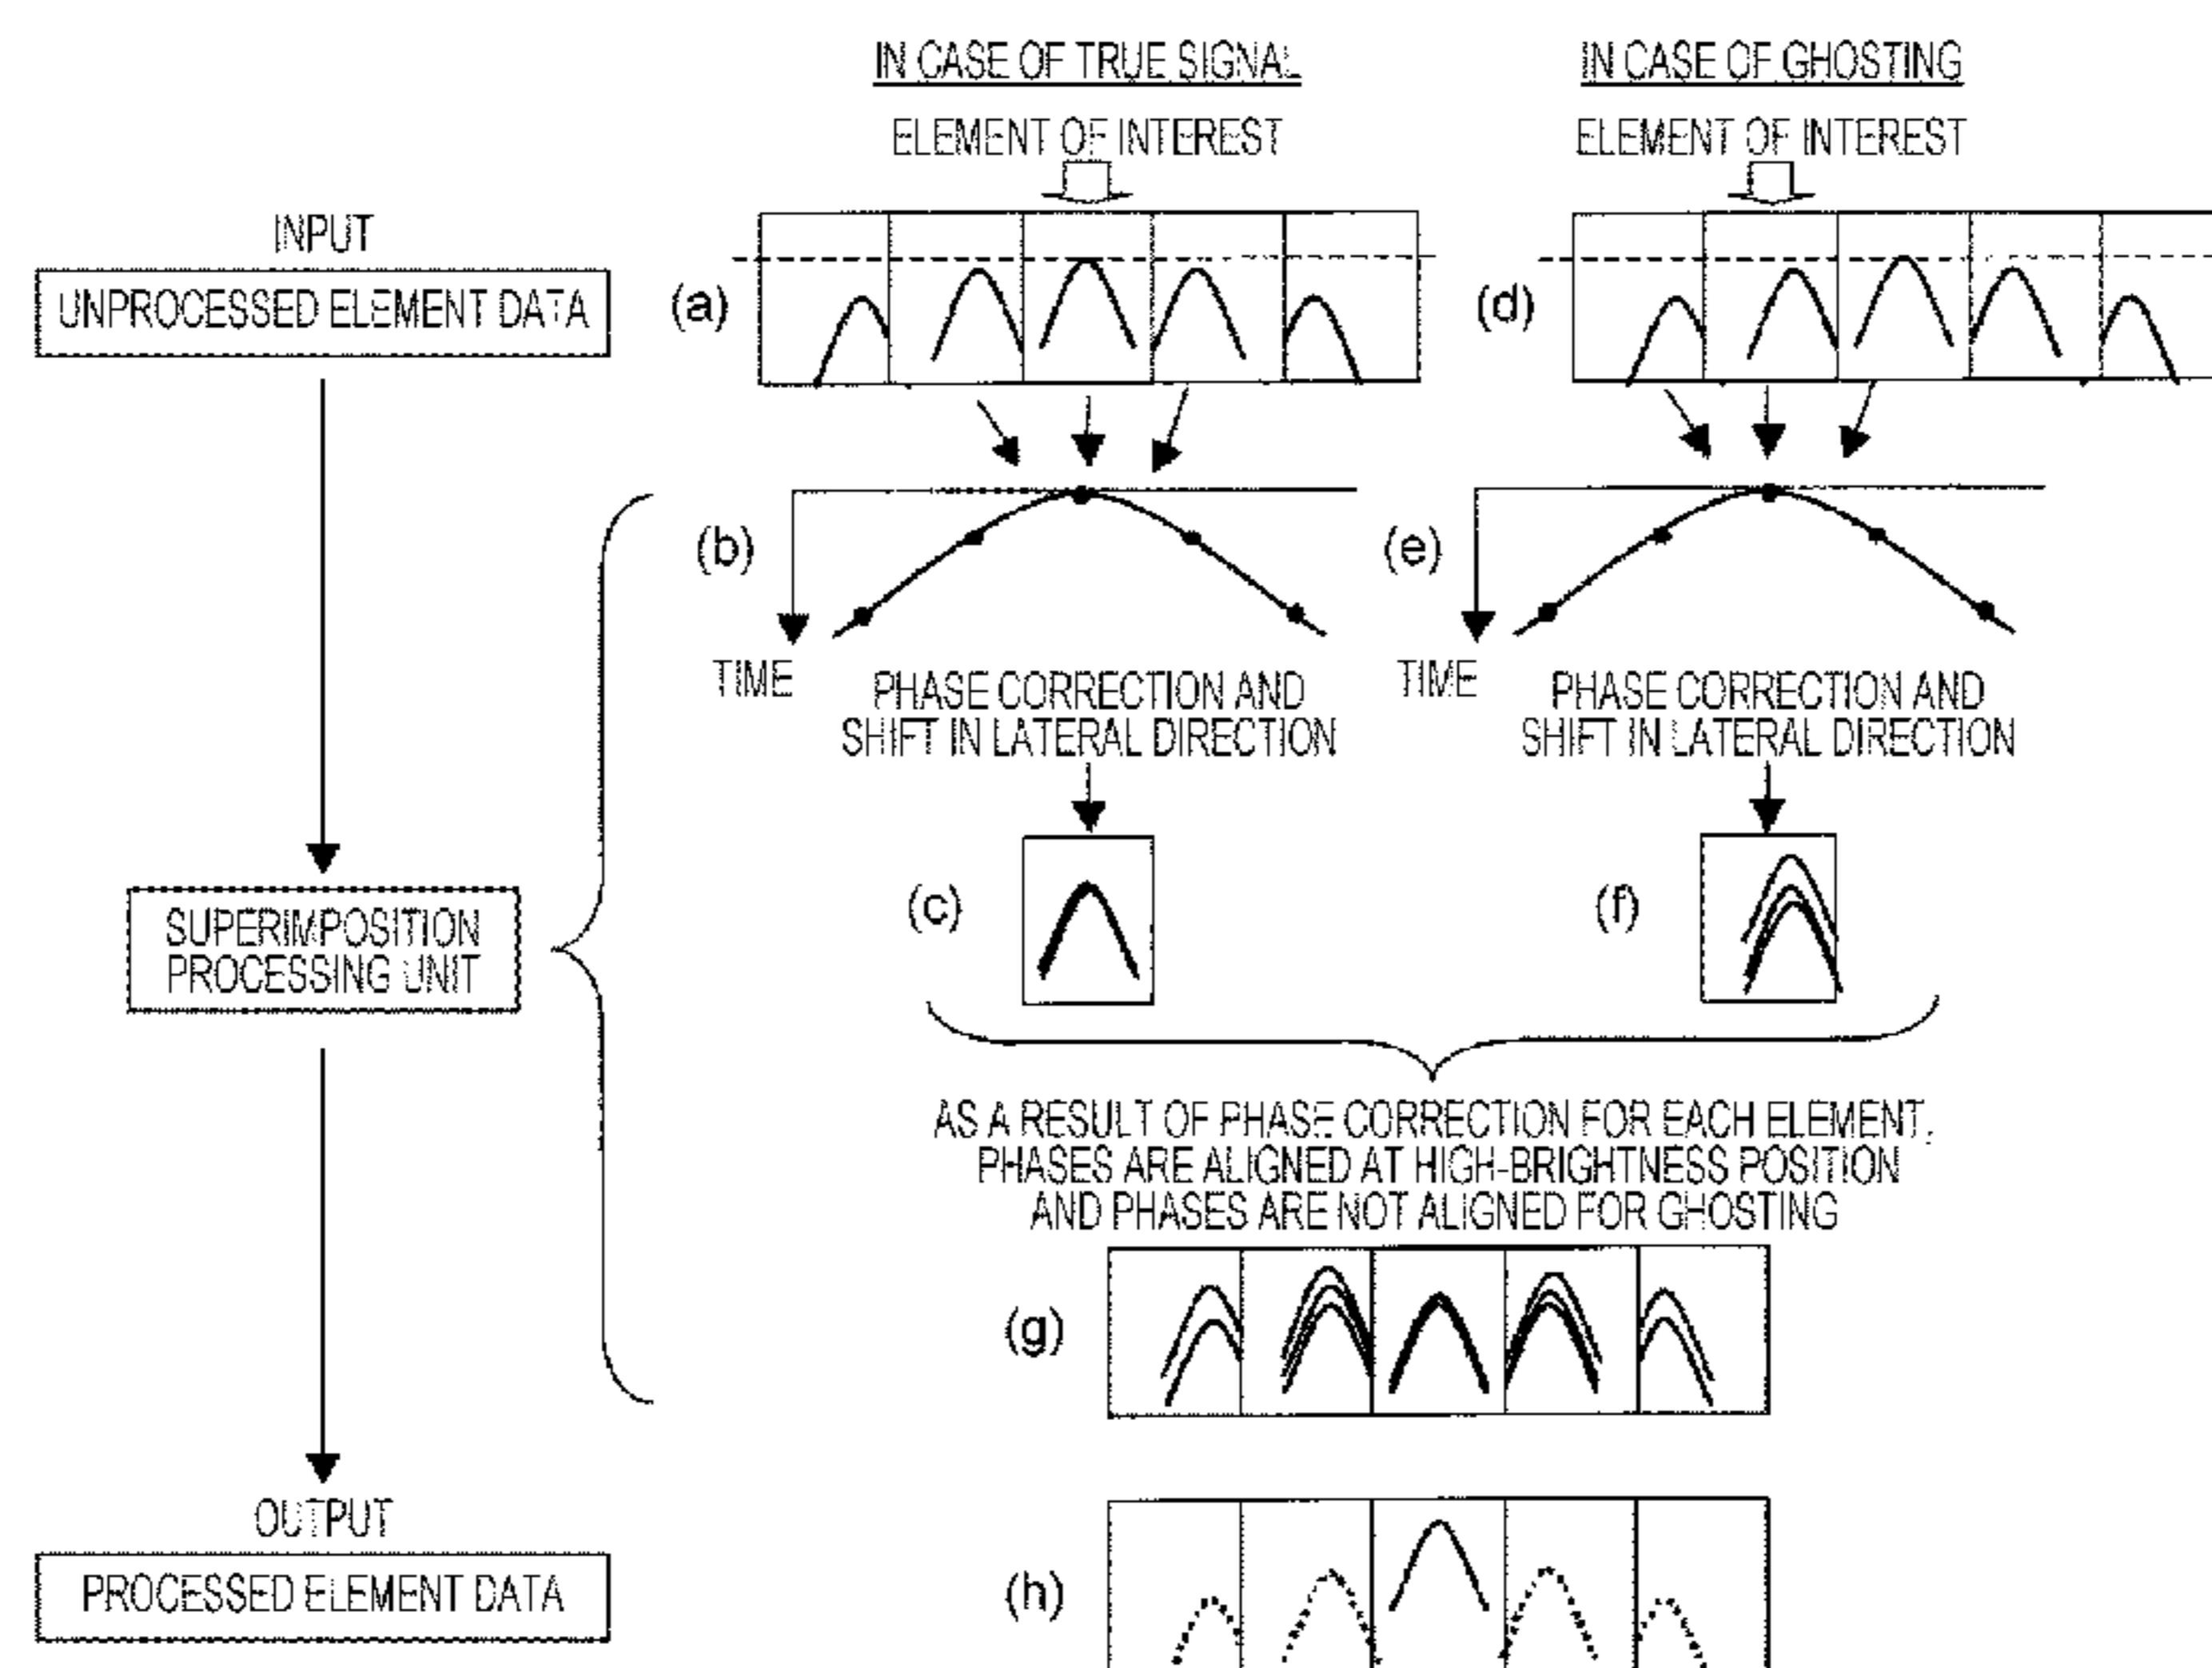 IN CASE OF TRUE SIGNAL
IN CASE OF GHOSTING
ELEMENT OF INTEREST
ELEMENT OF INTEREST
INPUT
UNPROCESSED ELEMENT DATA
(a)
(d)
(b)
(e)
TIME
PHASE CORRECTION AND
SHIFT IN LATERAL DIRECTION
TIME
PHASE CORRECTION AND
SHIFT IN LATERAL DIRECTION
(c)
(f)
SUPERIMPOSITION
PROCESSING UNIT
AS A RESULT OF PHASE CORRECTION FOR EACH ELEMENT,
PHASES ARE ALIGNED AT HIGH-BRIGHTNESS POSITION
AND PHASES ARE NOT ALIGNED FOR GHOSTING
(g)
OUTPUT
PROCESSED ELEMENT DATA
(h)